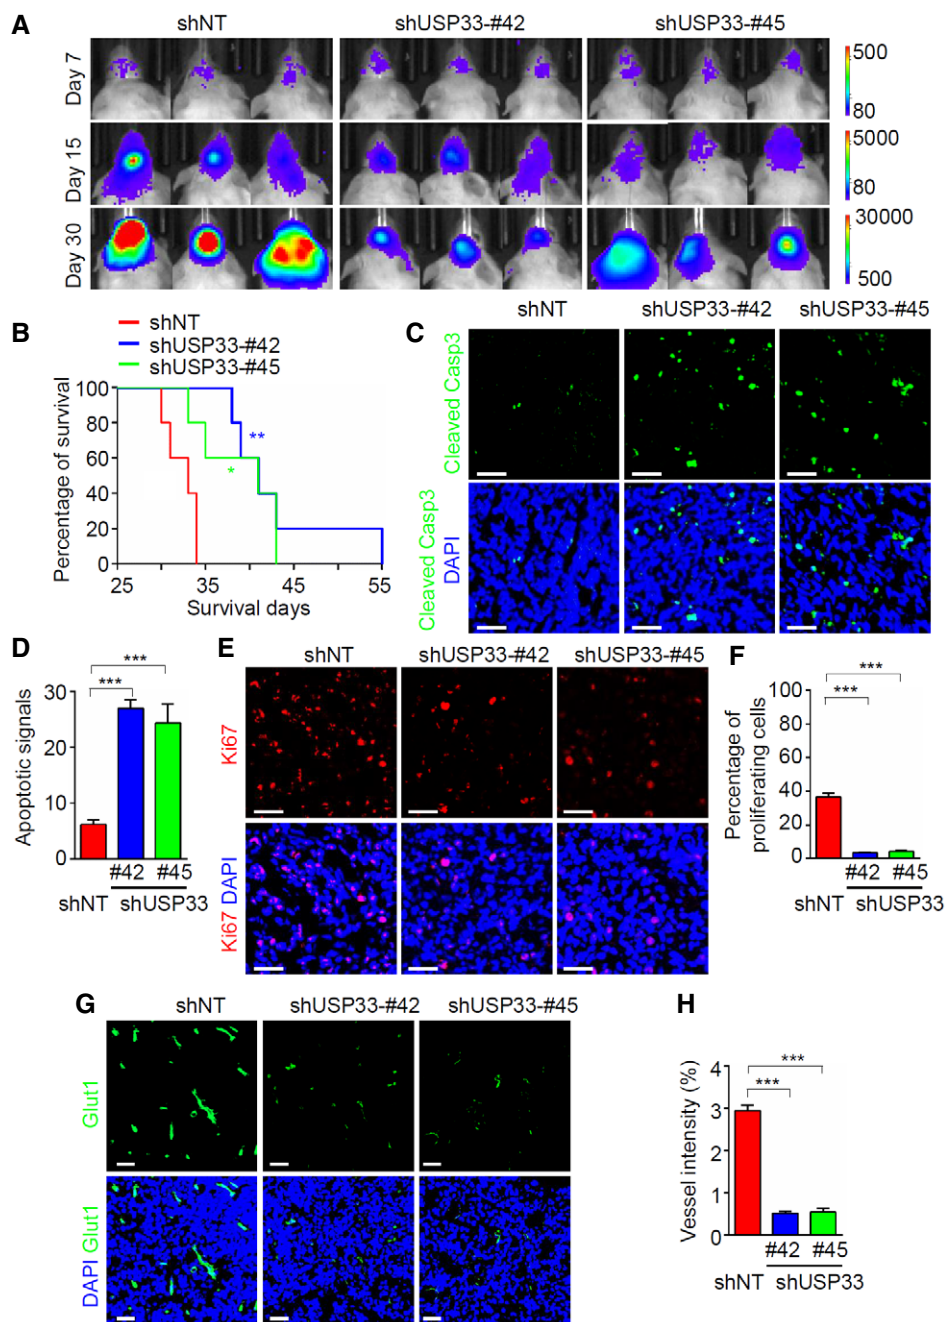 A
shNT shUSP33-#42 shUSP33-#45
Day 7
500
80
Day 15
5000
80
Day 30
30000
500
B
shNT
shUSP33-#42
shUSP33-#45
Percentage of survival
100
80
60
40
20
0
**
*
25 35 45 55
Survival days
C
shNT shUSP33-#42 shUSP33-#45
Cleaved Casp3
Cleaved Casp3
DAPI
D
Apoptotic signals
***
***
30
20
10
0
#42 #45
shNT shUSP33
E
shNT shUSP33-#42 shUSP33-#45
Ki67
Ki67 DAPI
F
Percentage of
proliferating cells
***
***
100
80
60
40
20
0
#42 #45
shNT shUSP33
G
shNT shUSP33-#42 shUSP33-#45
Glut1
DAPI Glut1
H
Vessel intensity (%)
***
***
4
3
2
1
0
#42 #45
shNT shUSP33